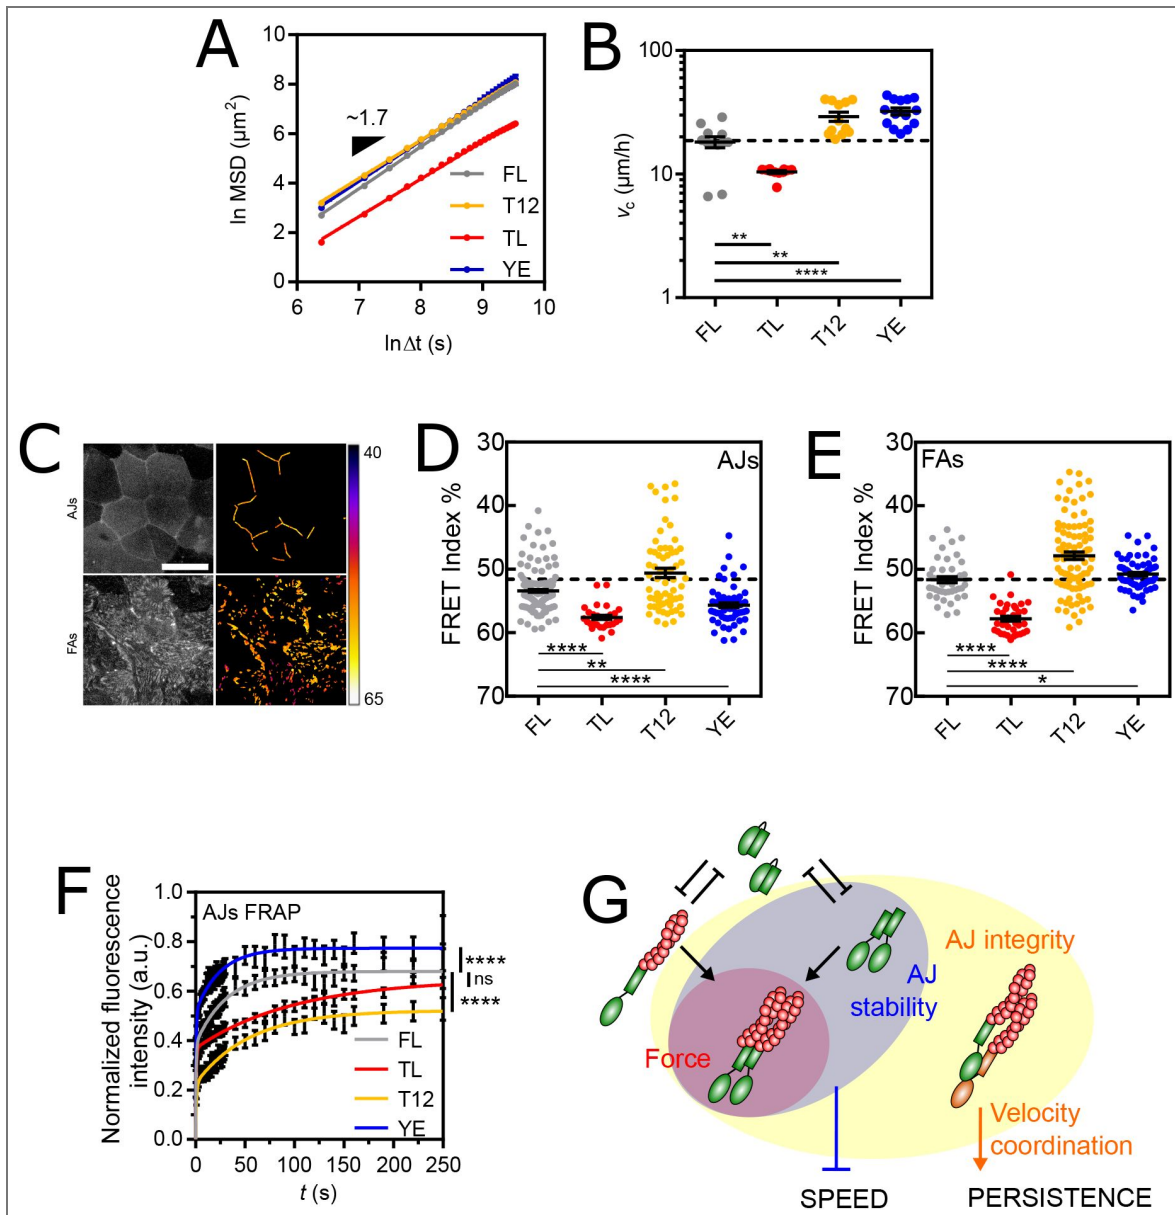 A
ln MSD (μm²)
10
8
6
4
2
0
~1.7
FL
T12
TL
YE
6
7
8
9
10
lnΔt (s)
B
v_c (μm/h)
100
10
1
**
**
****
FL
TL
T12
YE
C
AJs
FAs
40
65
D
AJs
FRET Index %
30
40
50
60
70
****
**
****
FL
TL
T12
YE
E
FAs
FRET Index %
30
40
50
60
70
****
****
*
FL
TL
T12
YE
F
AJs FRAP
Normalized fluorescence
intensity (a.u.)
1.0
0.8
0.6
0.4
0.2
0.0
****
ns
****
FL
TL
T12
YE
0
50
100
150
200
250
t (s)
G
AJ integrity
AJ
stability
Force
Velocity
coordination
SPEED
PERSISTENCE